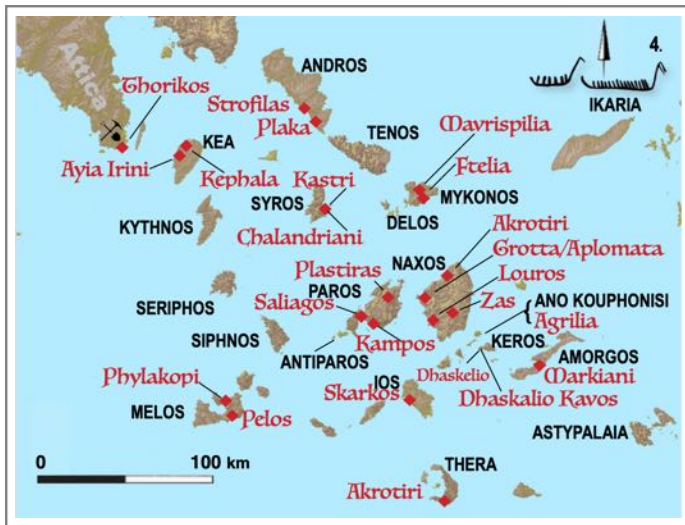 4.
ANDROS
IKARIA
Attica
Thorikos
Strofilas
Plaka
TENOS
Mavrispilia
KEA
Ayia Irini
Kephala
Kastri
Ftelia
SYROS
MYKONOS
DELOS
KYTHNOS
Chalandriani
Akrotiri
Grotta/Aplomata
Plastiras
NAXOS
Louros
SERIPHOS
PAROS
Saliagos
Zas
ANO KOUPHONISI
Agrilia
SIPHNOS
Kampos
KEROS
ANTIPAROS
AMORGOS
Phylakopi
Dhaskelio
Markiani
IOS
Skarkos
Dhaskalio Kavos
MELOS
Pelos
ASTYPALAIA
0 100 km
THERA
Akrotiri